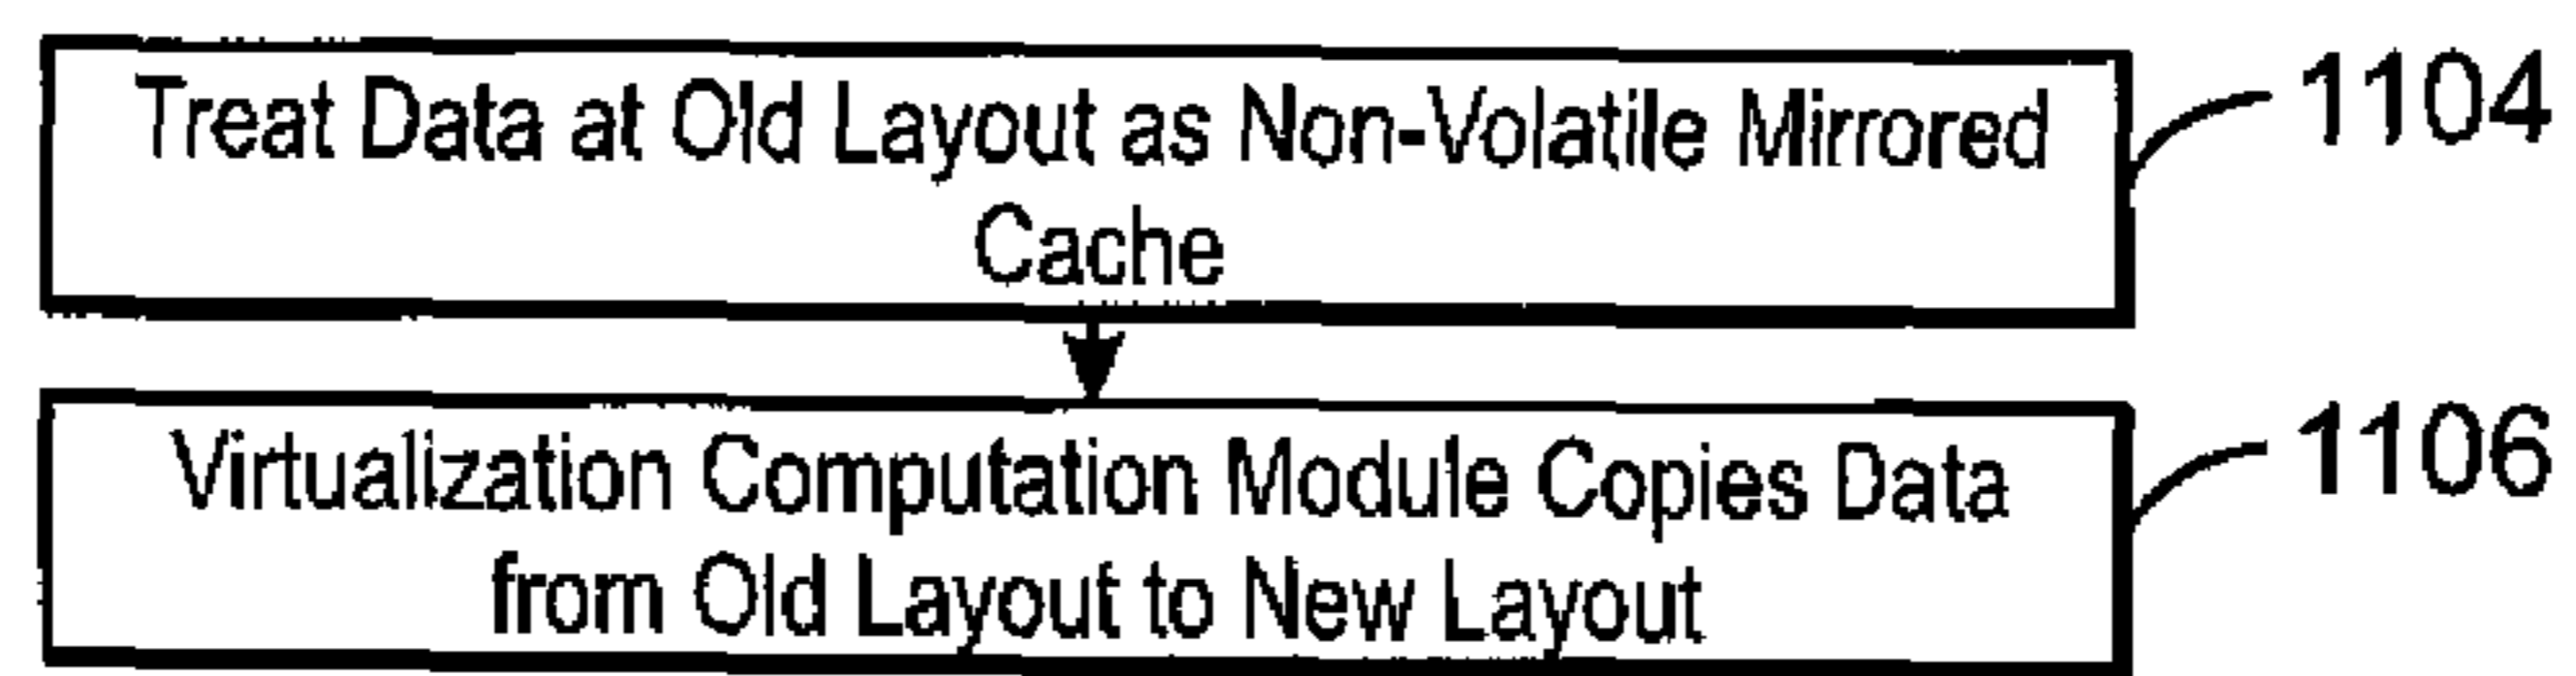 Treat Data at Old Layout as Non-Volatile Mirrored
Cache
1104
Virtualization Computation Module Copies Data
from Old Layout to New Layout
1106